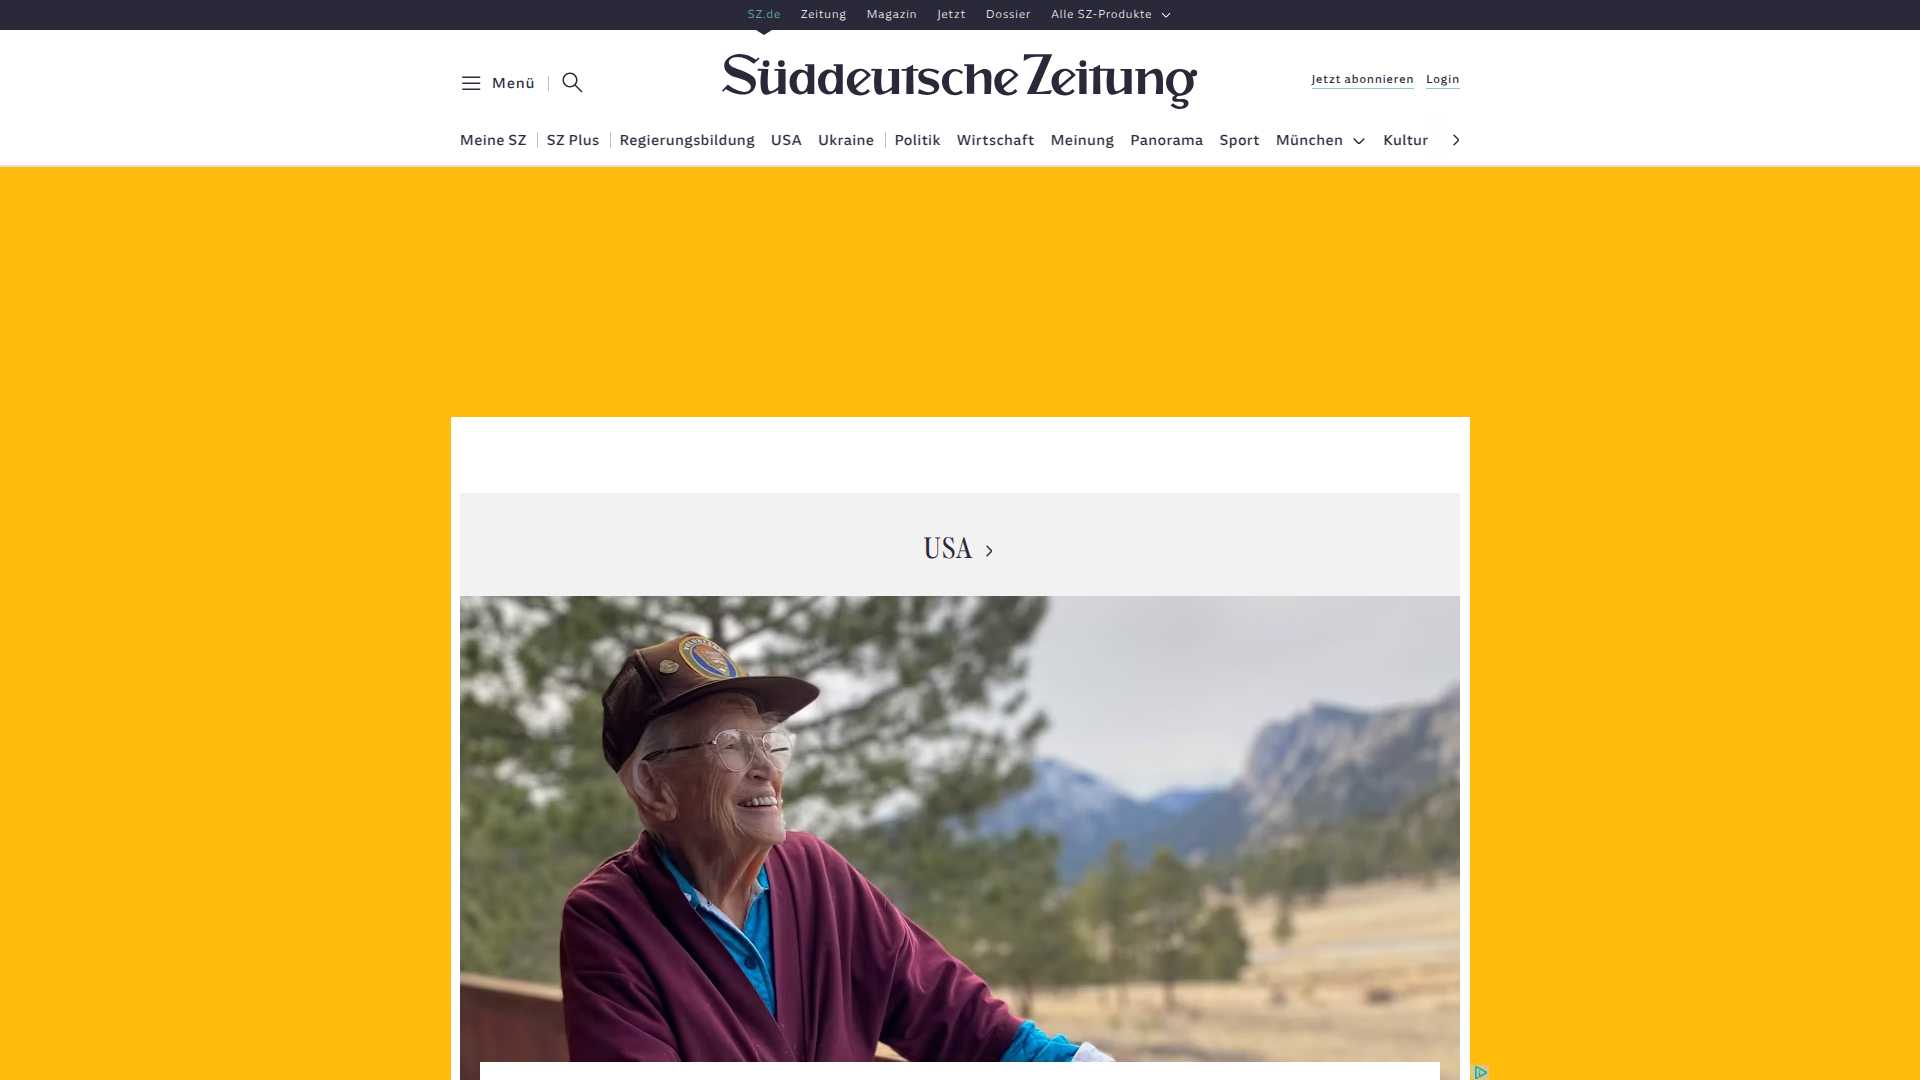 SZ.de Zeitung Magazin Jetzt Dossier Alle SZ-Produkte
Menü
Süddeutsche Zeitung
Jetzt abonnieren Login
Meine SZ SZ Plus Regierungsbildung USA Ukraine Politik Wirtschaft Meinung Panorama Sport München Kultur
USA